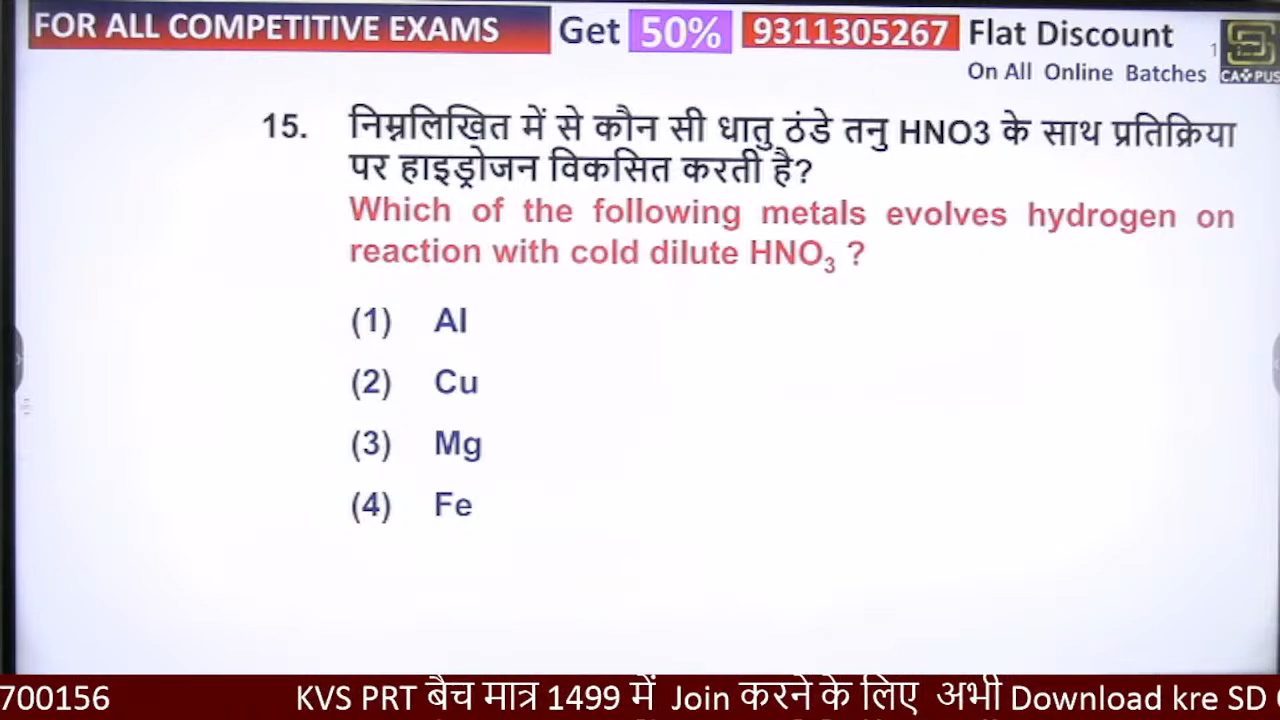 FOR ALL COMPETITIVE EXAMS Get 50% 9311305267 Flat Discount
On All Online Batches
CAMPUS
15. निम्नलिखित में से कौन सी धातु ठंडे तनु HNO3 के साथ प्रतिक्रिया
पर हाइड्रोजन विकसित करती है?
Which of the following metals evolves hydrogen on
reaction with cold dilute HNO₃ ?
(1) Al
(2) Cu
(3) Mg
(4) Fe
700156 KVS PRT बैच मात्र 1499 में Join करने के लिए अभी Download kre SD